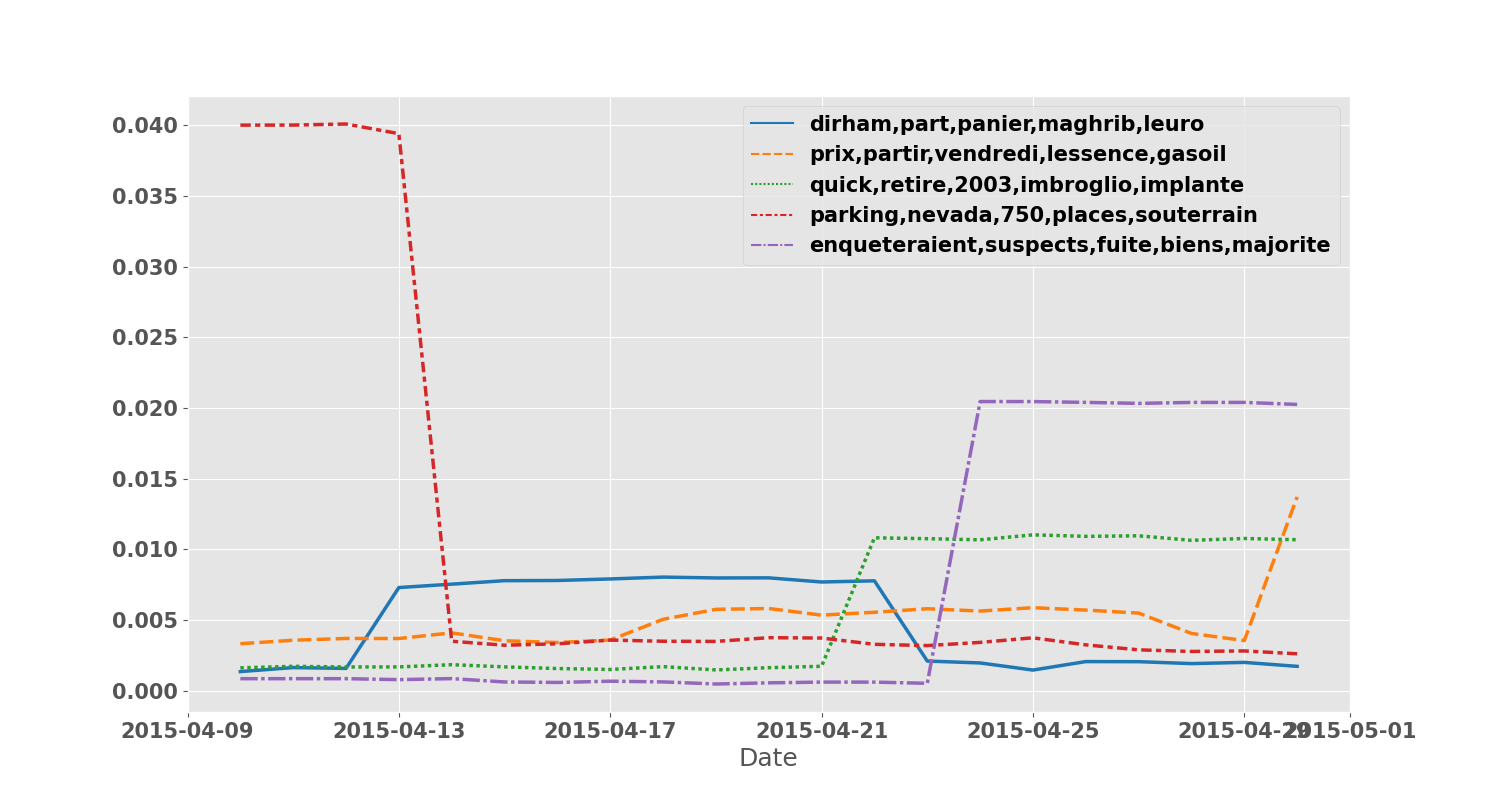 dirham,part,panier,maghrib,leuro
prix,partir,vendredi,lessence,gasoil
quick,retire,2003,imbroglio,implante
parking,nevada,750,places,souterrain
enqueteraient,suspects,fuite,biens,majorite
0.040
0.035
0.030
0.025
0.020
0.015
0.010
0.005
0.000
2015-04-09 2015-04-13 2015-04-17 2015-04-21 2015-04-25 2015-04-29 2015-05-01
Date